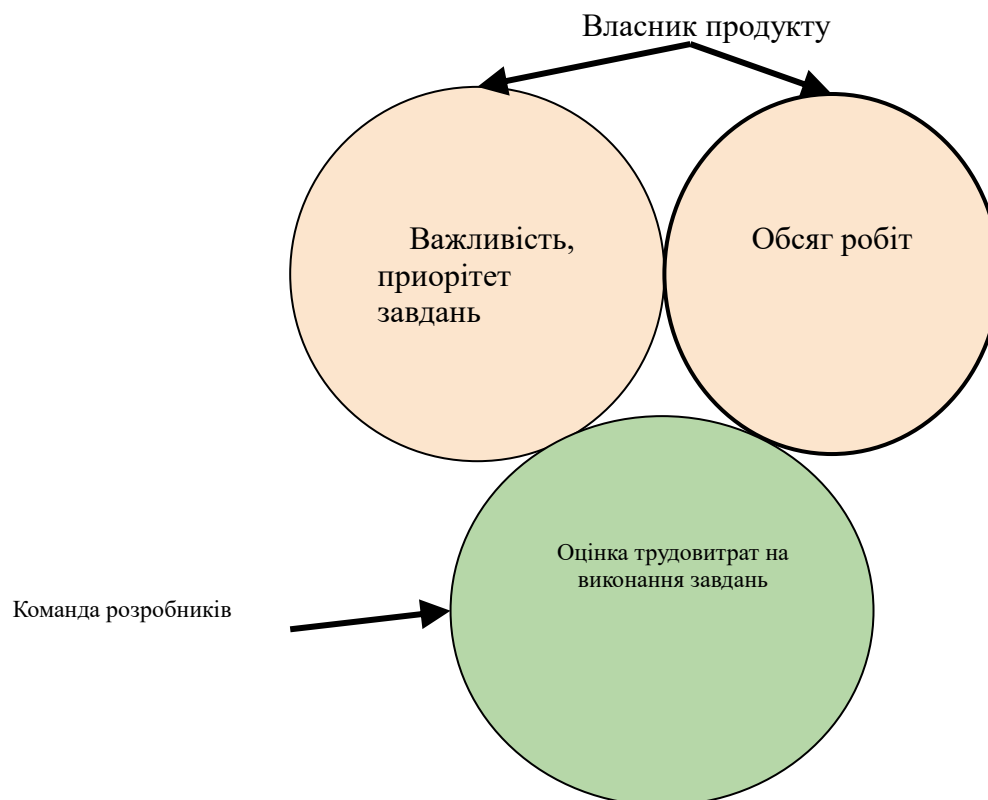 Власник продукту
Важливість,
приорітет
завдань
Обсяг робіт
Оцінка трудовитрат на
виконання завдань
Команда розробників